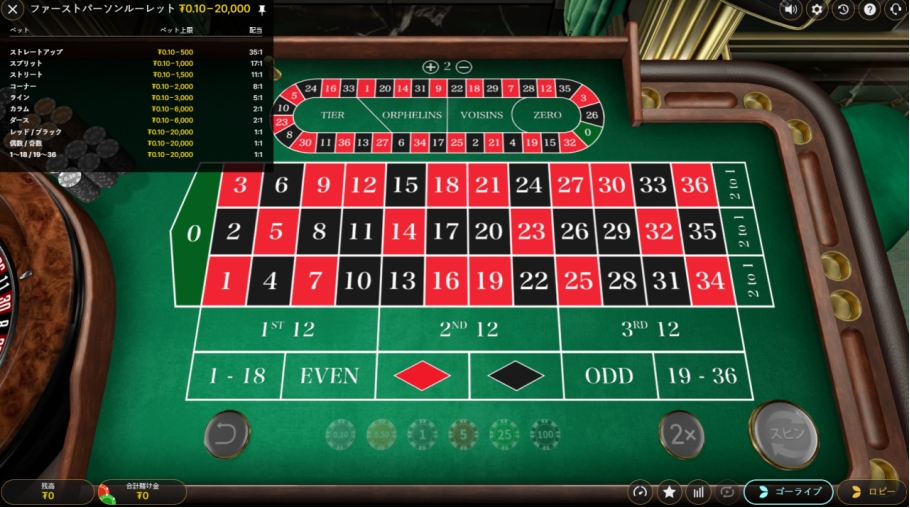 ファーストパーソンルーレット ₮0.10–20,000
ベット ベット上限 配当
ストレートアップ ₮0.10–500 35:1
スプリット ₮0.10–1,000 17:1
ストリート ₮0.10–1,500 11:1
コーナー ₮0.10–2,000 8:1
ライン ₮0.10–3,000 5:1
カラム ₮0.10–6,000 2:1
ダース ₮0.10–6,000 2:1
レッド / ブラック ₮0.10–20,000 1:1
偶数 / 奇数 ₮0.10–20,000 1:1
1〜18 / 19〜36 ₮0.10–20,000 1:1
2
5 24 16 33 1 20 14 31 9 22 18 29 7 28 12 35 3
10 26
23 TIER ORPHELINS VOISINS ZERO 0
8 30 11 36 13 27 6 34 17 25 2 21 4 19 15 32
3 6 9 12 15 18 21 24 27 30 33 36 2 to 1
0 2 5 8 11 14 17 20 23 26 29 32 35 2 to 1
1 4 7 10 13 16 19 22 25 28 31 34 2 to 1
1ST 12 2ND 12 3RD 12
1 - 18 EVEN ODD 19 - 36
0.10 0.50 1 5 25 100 2× スピン
残高 合計賭け金
₮0 ₮0
ゴーライブ ロビー